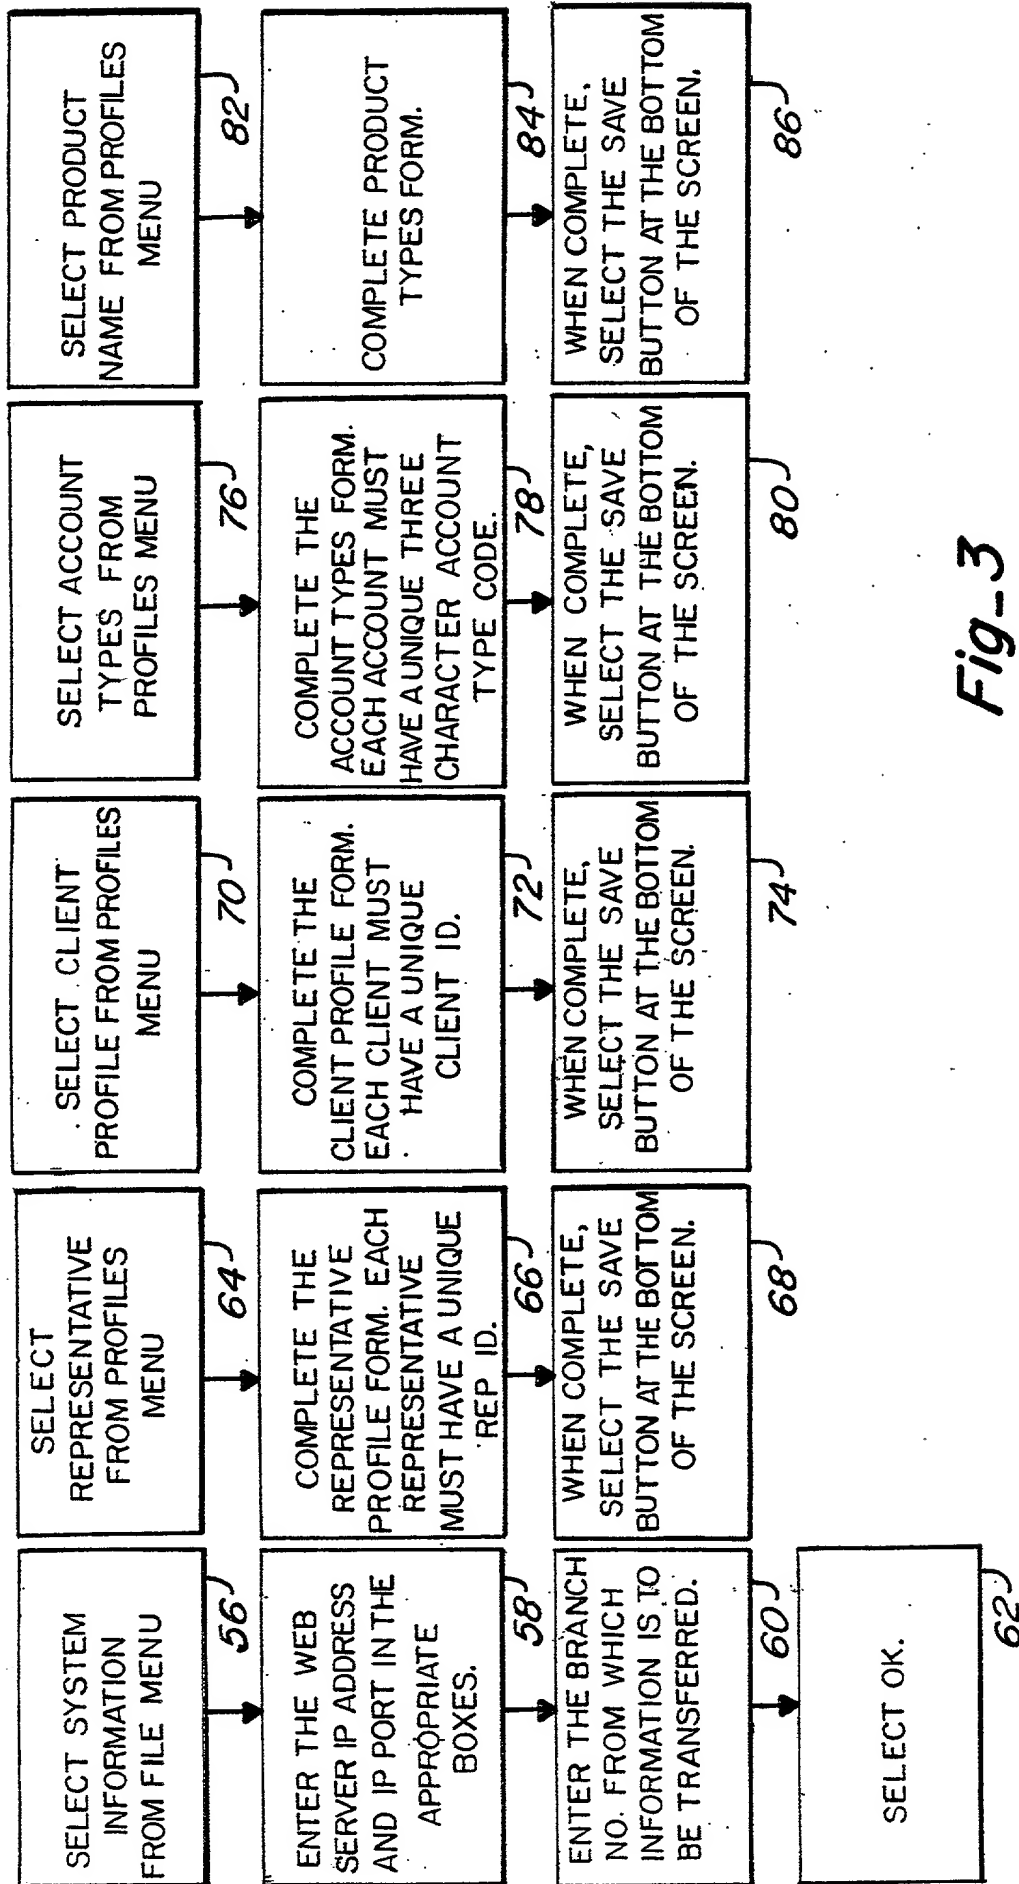 SELECT SYSTEM
INFORMATION
FROM FILE MENU
56
ENTER THE WEB
SERVER IP ADDRESS
AND IP PORT IN THE
APPROPRIATE
BOXES.
58
ENTER THE BRANCH
NO. FROM WHICH
INFORMATION IS TO
BE TRANSFERRED.
60
SELECT OK.
62
SELECT
REPRESENTATIVE
FROM PROFILES
MENU
64
COMPLETE THE
REPRESENTATIVE
PROFILE FORM. EACH
REPRESENTATIVE
MUST HAVE A UNIQUE
REP ID.
66
WHEN COMPLETE,
SELECT THE SAVE
BUTTON AT THE BOTTOM
OF THE SCREEN.
68
SELECT CLIENT
PROFILE FROM PROFILES
MENU
70
COMPLETE THE
CLIENT PROFILE FORM.
EACH CLIENT MUST
HAVE A UNIQUE
CLIENT ID.
72
WHEN COMPLETE,
SELECT THE SAVE
BUTTON AT THE BOTTOM
OF THE SCREEN.
74
SELECT ACCOUNT
TYPES FROM
PROFILES MENU
76
COMPLETE THE
ACCOUNT TYPES FORM.
EACH ACCOUNT MUST
HAVE A UNIQUE THREE
CHARACTER ACCOUNT
TYPE CODE.
78
WHEN COMPLETE,
SELECT THE SAVE
BUTTON AT THE BOTTOM
OF THE SCREEN.
80
SELECT PRODUCT
NAME FROM PROFILES
MENU
82
COMPLETE PRODUCT
TYPES FORM.
84
WHEN COMPLETE,
SELECT THE SAVE
BUTTON AT THE BOTTOM
OF THE SCREEN.
86
Fig_3